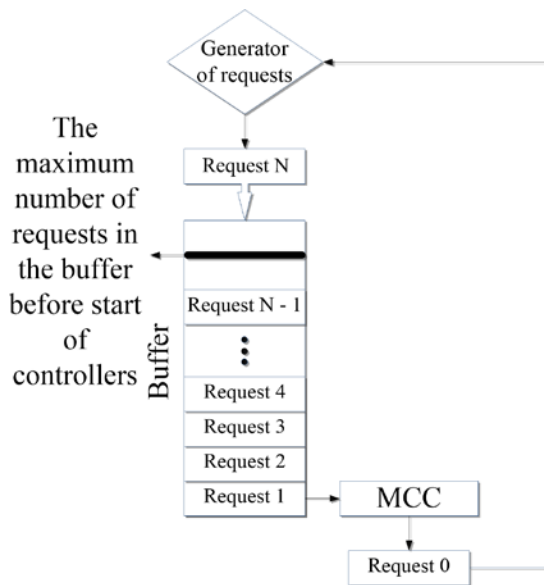 Generator
of requests
Request N
The
maximum
number of
requests in
the buffer
before start
of
controllers
Buffer
Request N - 1
Request 4
Request 3
Request 2
Request 1
MCC
Request 0